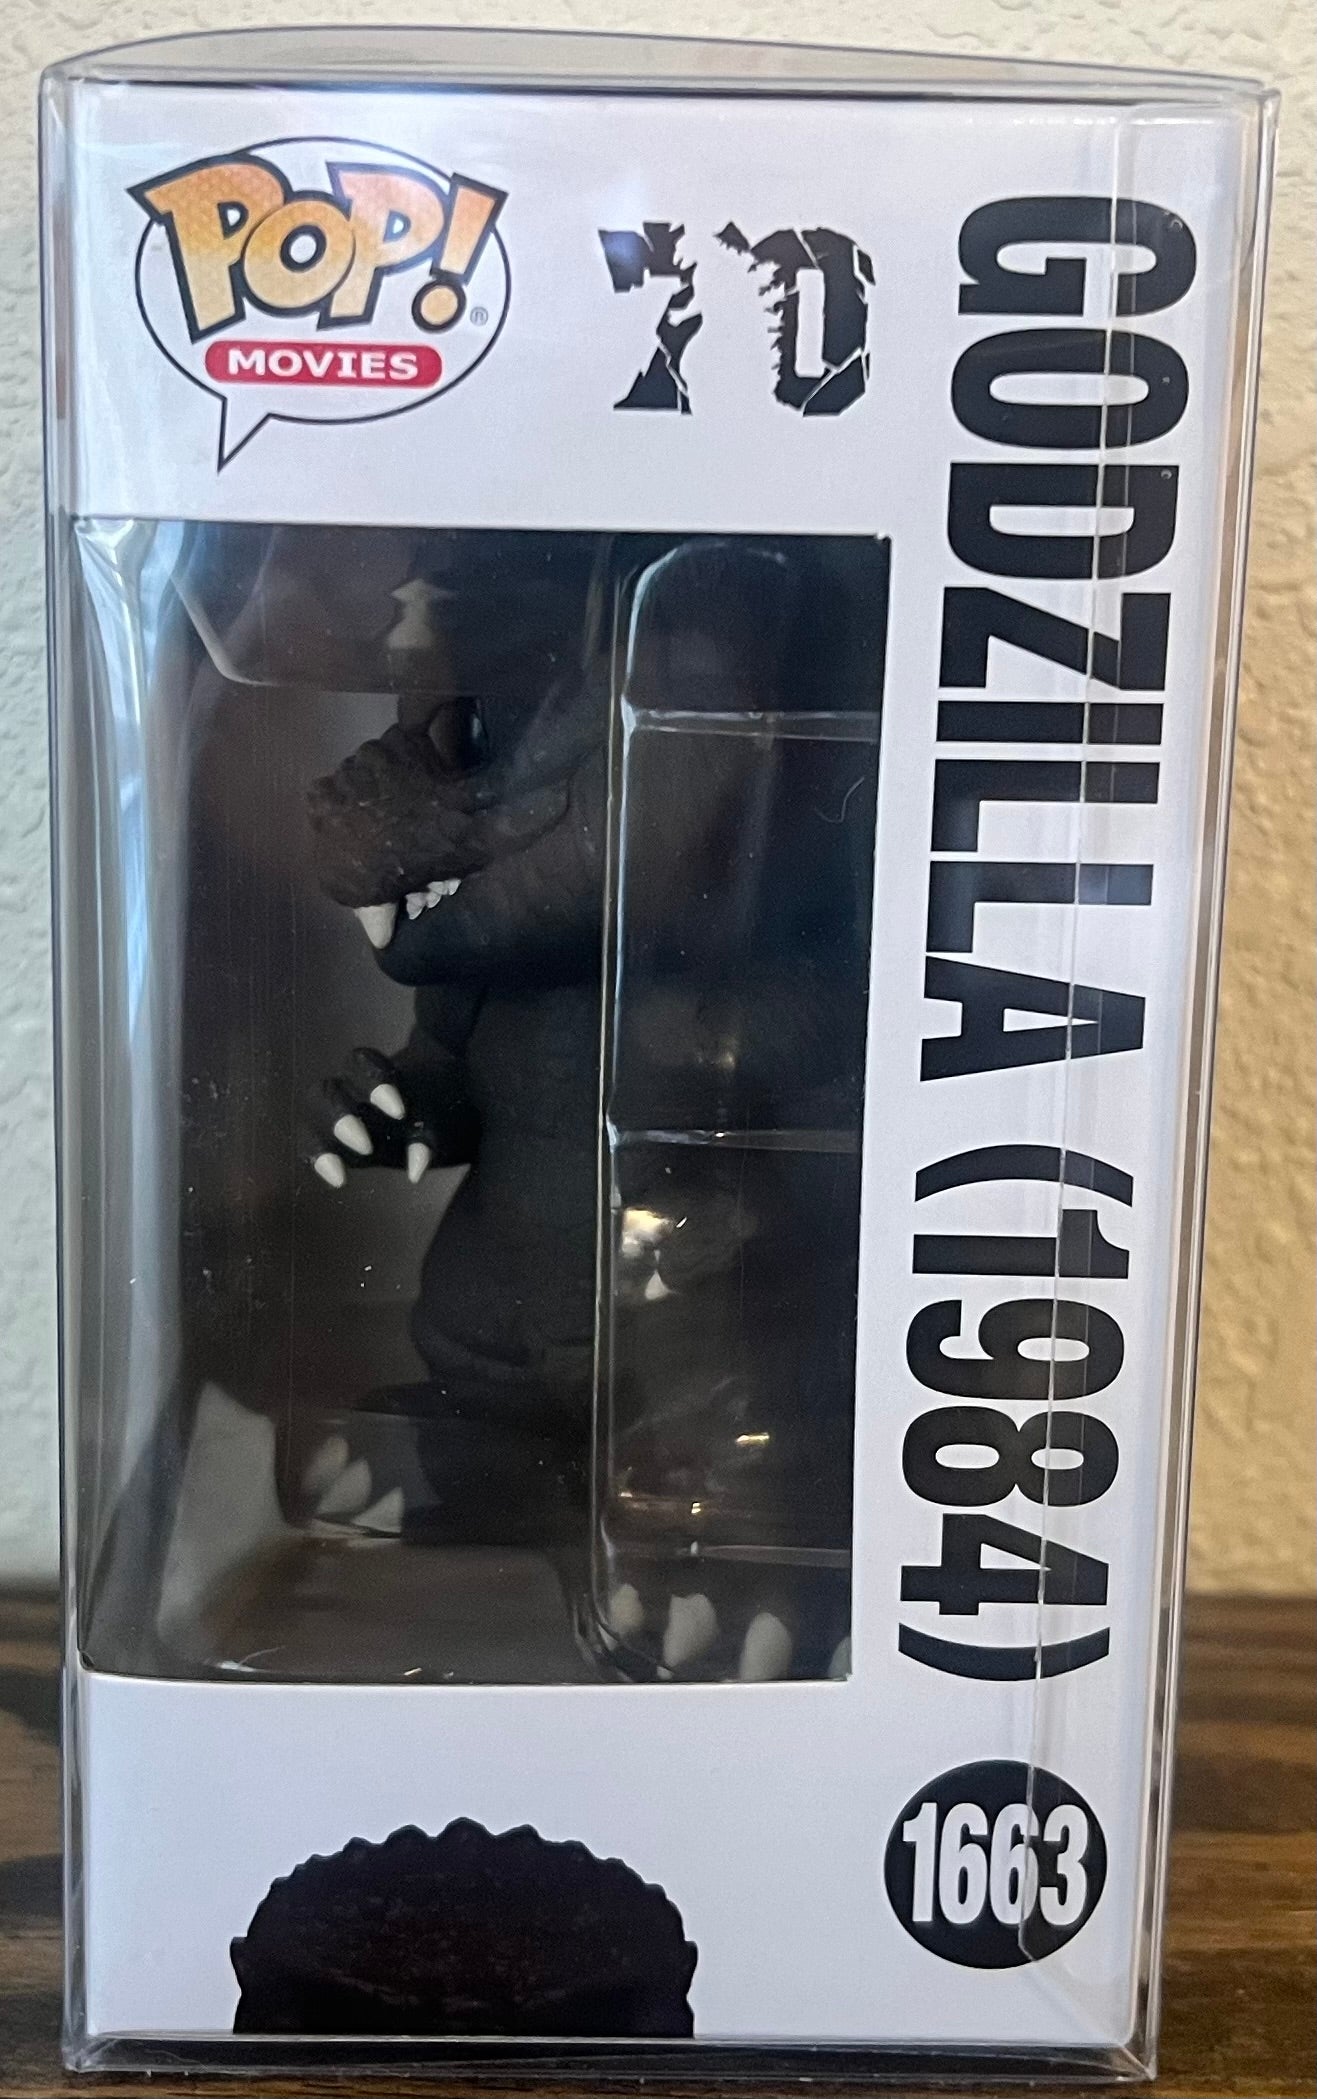 POP!®
MOVIES
70
GODZILLA (1984)
1663